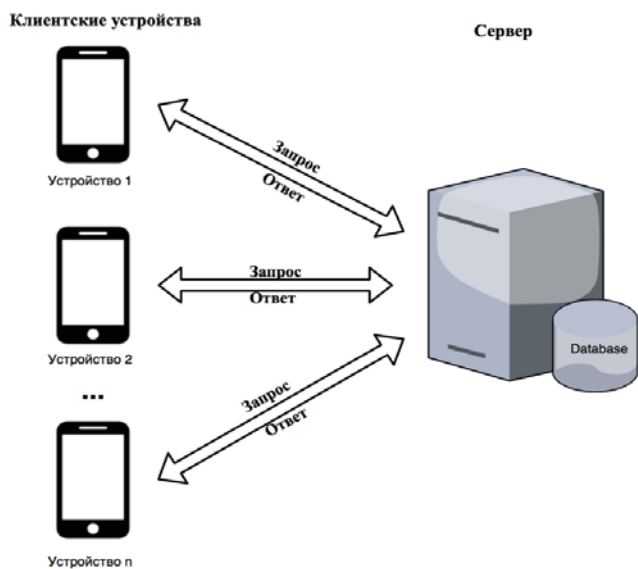 Клиентские устройства
Сервер
Запрос
Ответ
Устройство 1
Запрос
Ответ
Database
Устройство 2
...
Запрос
Ответ
Устройство n